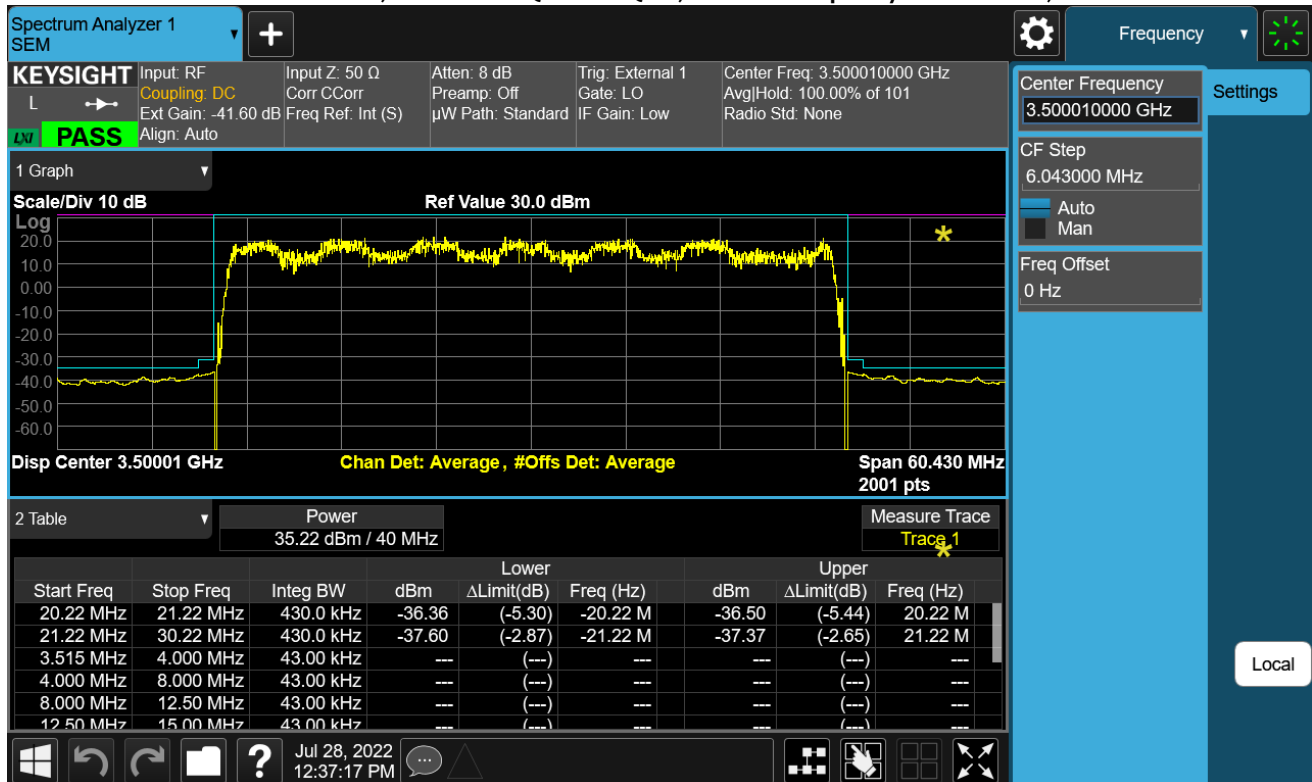 Spectrum Analyzer 1
SEM
Frequency
KEYSIGHT
L
LXI
PASS
Input: RF
Coupling: DC
Ext Gain: -41.60 dB
Align: Auto
Input Z: 50 Ω
Corr CCorr
Freq Ref: Int (S)
Atten: 8 dB
Preamp: Off
µW Path: Standard
Trig: External 1
Gate: LO
IF Gain: Low
Center Freq: 3.500010000 GHz
Avg|Hold: 100.00% of 101
Radio Std: None
Center Frequency
3.500010000 GHz
Settings
CF Step
6.043000 MHz
Auto
Man
Freq Offset
0 Hz
1 Graph
Scale/Div 10 dB
Ref Value 30.0 dBm
Log
20.0
10.0
0.00
-10.0
-20.0
-30.0
-40.0
-50.0
-60.0
Disp Center 3.50001 GHz
Chan Det: Average, #Offs Det: Average
Span 60.430 MHz
2001 pts
2 Table
Power
35.22 dBm / 40 MHz
Measure Trace
Trace 1
Lower Upper
Start Freq Stop Freq Integ BW dBm ΔLimit(dB) Freq (Hz) dBm ΔLimit(dB) Freq (Hz)
20.22 MHz 21.22 MHz 430.0 kHz -36.36 (-5.30) -20.22 M -36.50 (-5.44) 20.22 M
21.22 MHz 30.22 MHz 430.0 kHz -37.60 (-2.87) -21.22 M -37.37 (-2.65) 21.22 M
3.515 MHz 4.000 MHz 43.00 kHz --- (---) --- --- (---) ---
4.000 MHz 8.000 MHz 43.00 kHz --- (---) --- --- (---) ---
8.000 MHz 12.50 MHz 43.00 kHz --- (---) --- --- (---) ---
12.50 MHz 15.00 MHz 43.00 kHz --- (---) --- --- (---) ---
Local
?
Jul 28, 2022
12:37:17 PM